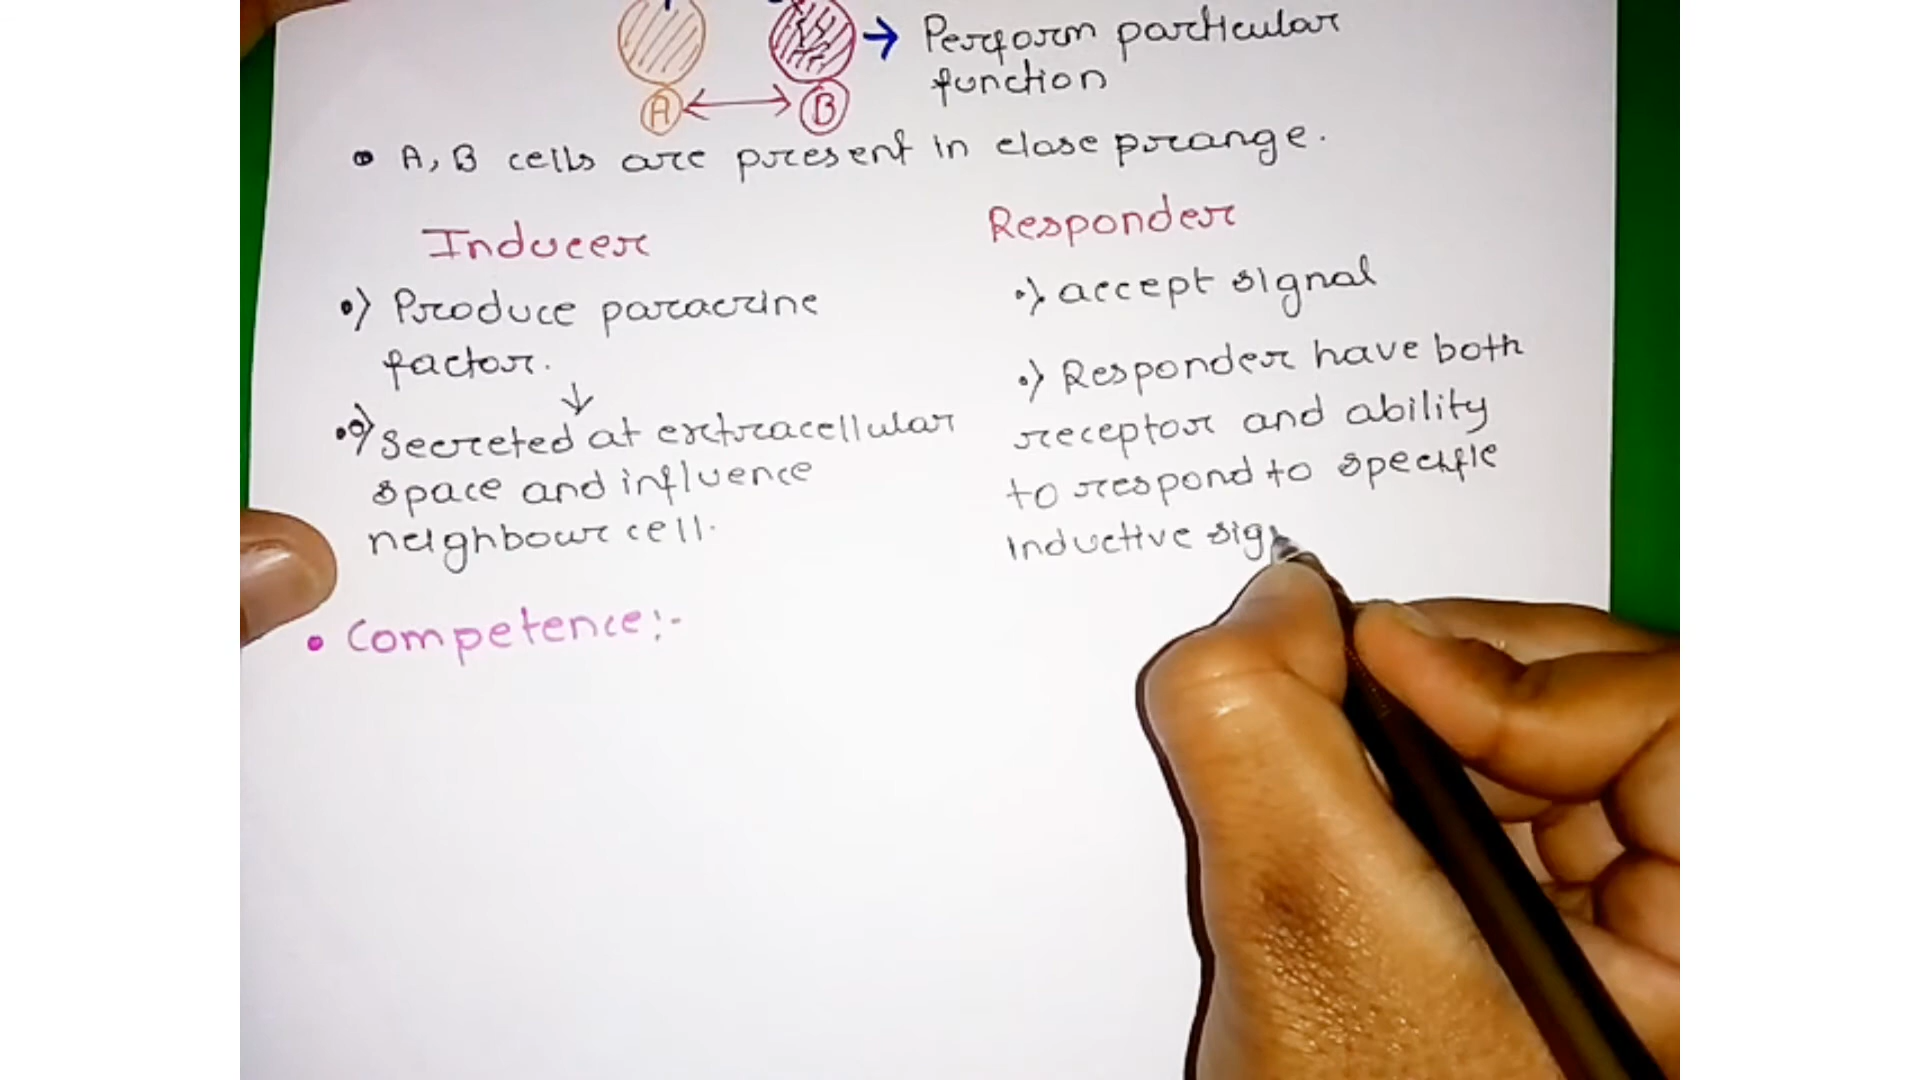 Perform particular
function
A B
• A, B cells are present in close prange.
Inducer
•) Produce paracrine
factor.
↓
•) Secreted at extracellular
space and influence
neighbour cell.
Responder
•) accept signal
•) Responder have both
receptor and ability
to respond to specific
inductive sig
• Competence:-